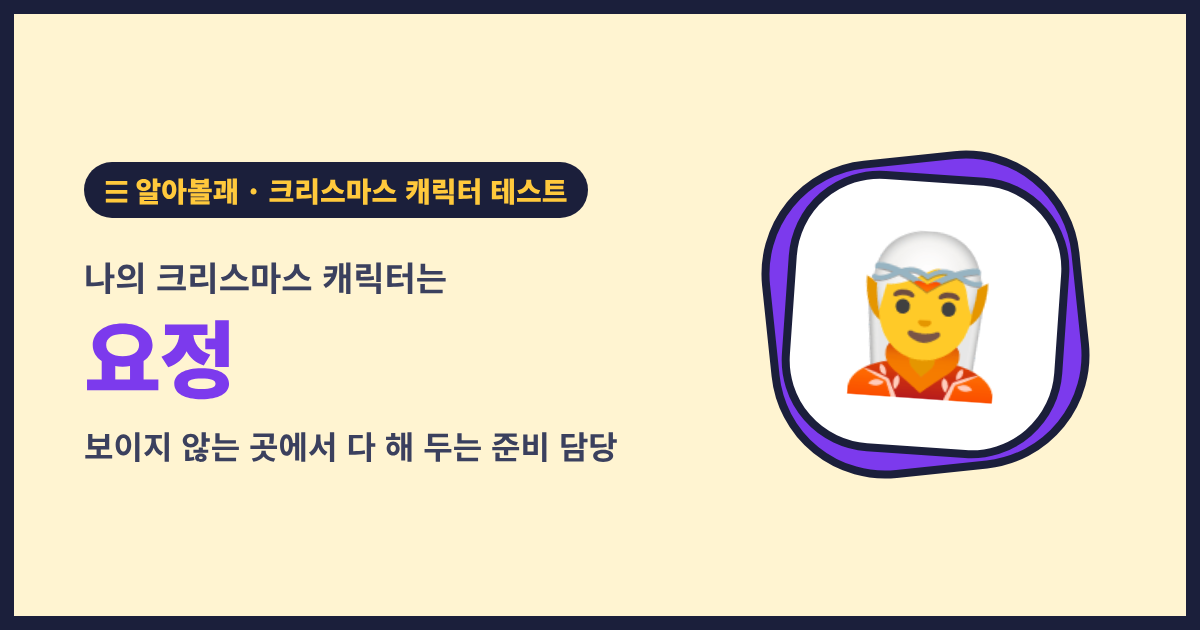 ☰ 알아볼괘 · 크리스마스 캐릭터 테스트
나의 크리스마스 캐릭터는
요정
보이지 않는 곳에서 다 해 두는 준비 담당